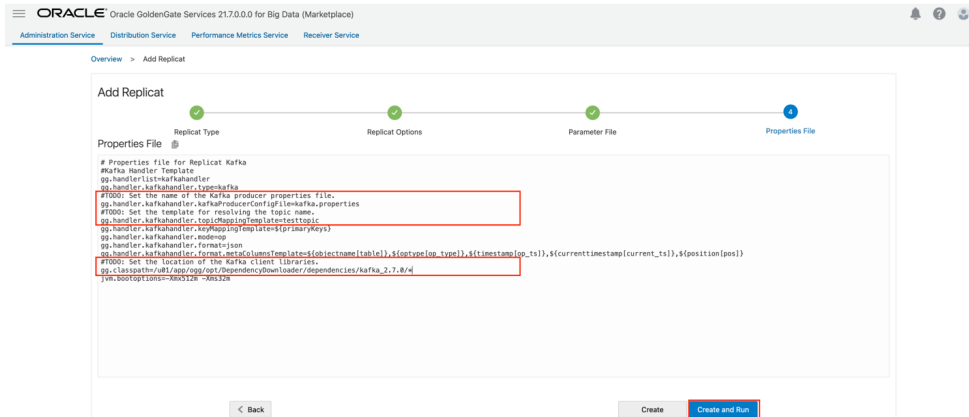 ORACLE Oracle GoldenGate Services 21.7.0.0.0 for Big Data (Marketplace)
Administration Service Distribution Service Performance Metrics Service Receiver Service
Overview > Add Replicat
Add Replicat
4
Replicat Type Replicat Options Parameter File Properties File
Properties File
# Properties file for Replicat Kafka
#Kafka Handler Template
gg.handlerlist=kafkahandler
gg.handler.kafkahandler.type=kafka
#TODO: Set the name of the Kafka producer properties file.
gg.handler.kafkahandler.kafkaProducerConfigFile=kafka.properties
#TODO: Set the template for resolving the topic name.
gg.handler.kafkahandler.topicMappingTemplate=testtopic
gg.handler.kafkahandler.keyMappingTemplate=${primaryKeys}
gg.handler.kafkahandler.mode=op
gg.handler.kafkahandler.format=json
gg.handler.kafkahandler.format.metaColumnsTemplate=${objectname[table]},${optype[op_type]},${timestamp[op_ts]},${currenttimestamp[current_ts]},${position[pos]}
#TODO: Set the location of the Kafka client libraries.
gg.classpath=/u01/app/ogg/opt/DependencyDownloader/dependencies/kafka_2.7.0/*
jvm.bootoptions=-Xmx512m -Xms32m
< Back Create Create and Run